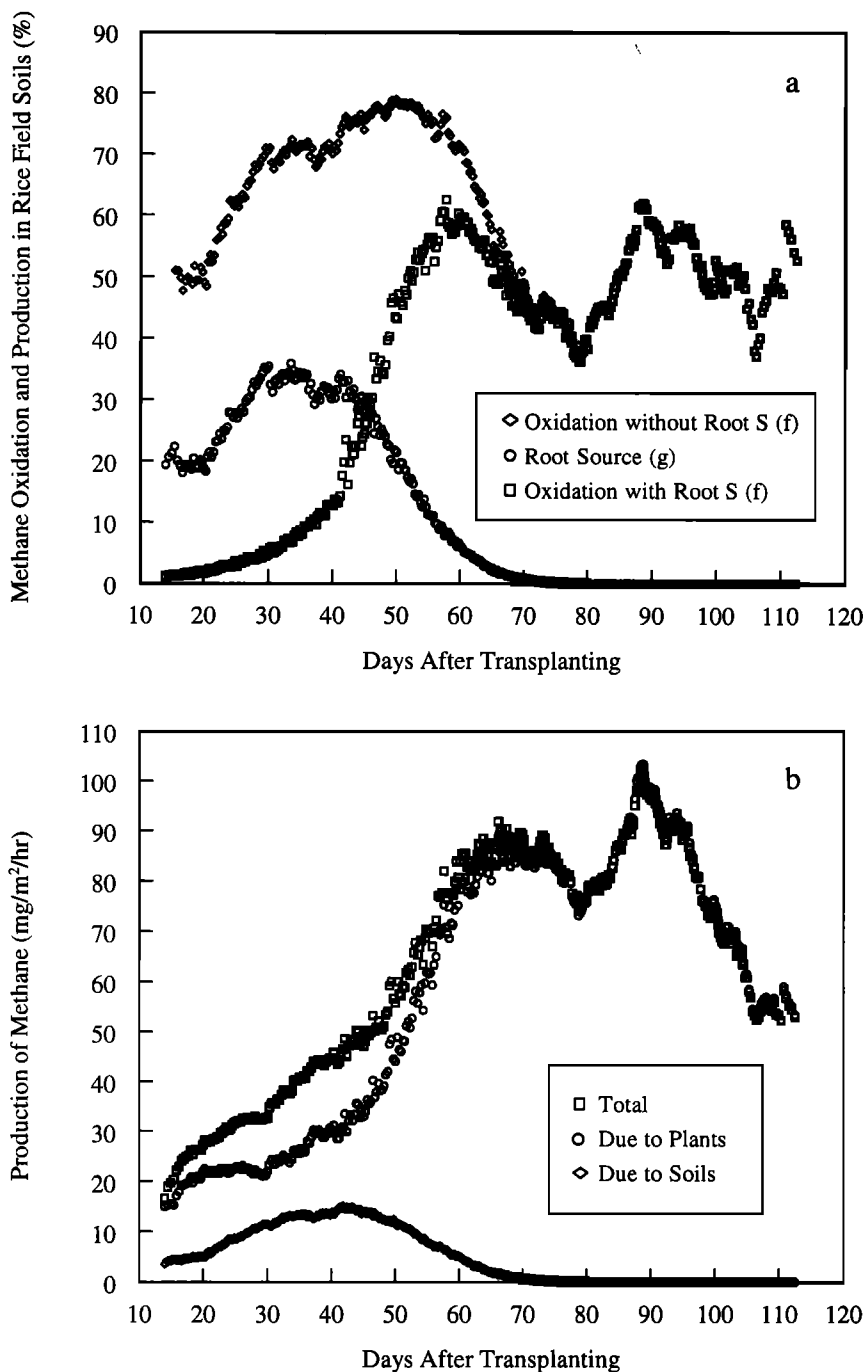 Methane Oxidation and Production in Rice Field Soils (%)
90
80
70
60
50
40
30
20
10
0
a
Oxidation without Root S (f)
Root Source (g)
Oxidation with Root S (f)
10 20 30 40 50 60 70 80 90 100 110 120
Days After Transplanting
Production of Methane (mg/m²/hr)
110
100
90
80
70
60
50
40
30
20
10
0
b
Total
Due to Plants
Due to Soils
10 20 30 40 50 60 70 80 90 100 110 120
Days After Transplanting